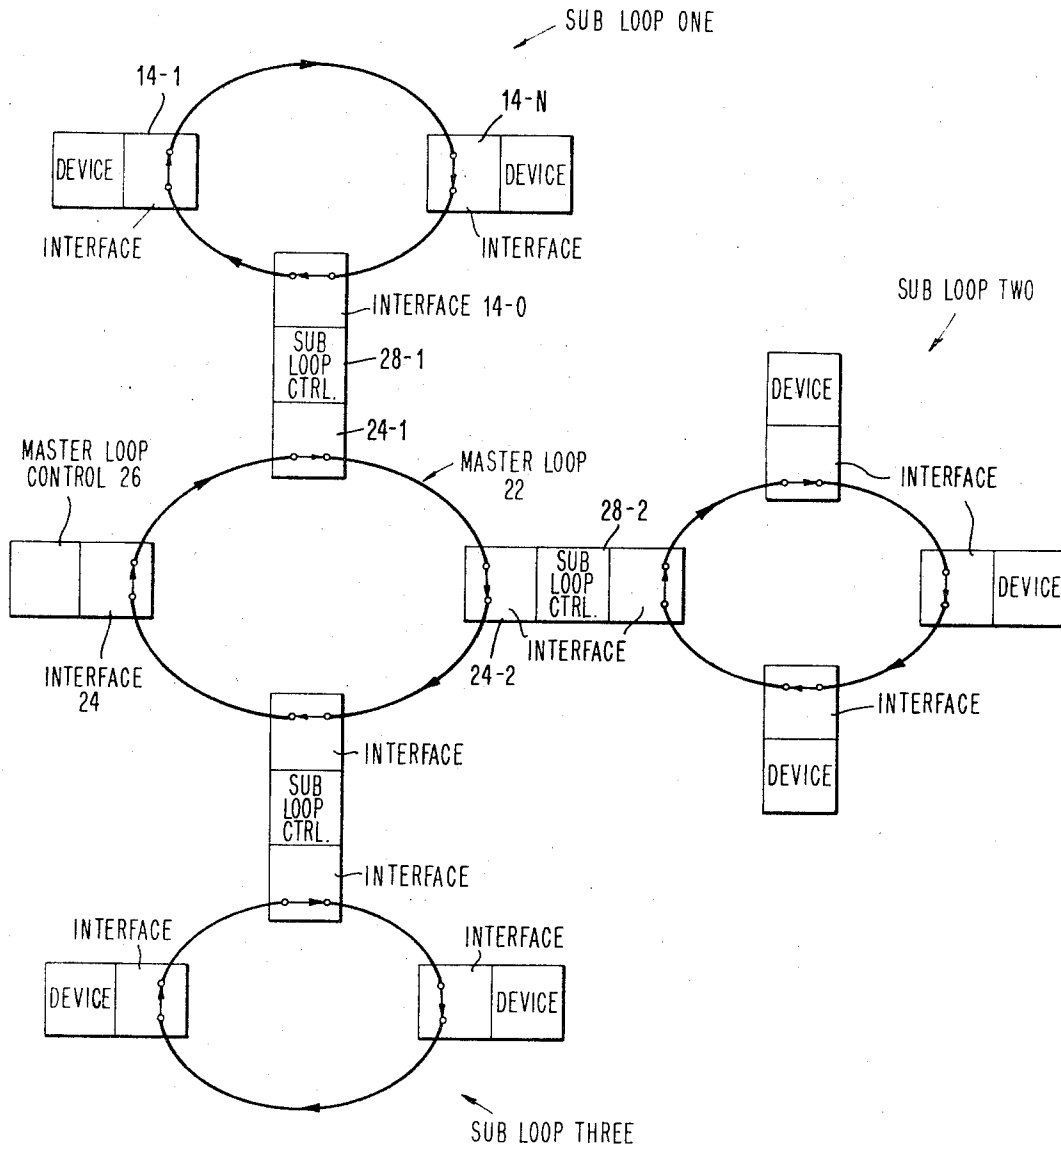 SUB LOOP ONE
14-1
14-N
DEVICE
DEVICE
INTERFACE
INTERFACE
INTERFACE 14-0
SUB LOOP TWO
SUB
LOOP
CTRL.
28-1
DEVICE
24-1
MASTER LOOP
CONTROL 26
MASTER LOOP
22
INTERFACE
28-2
SUB
LOOP
CTRL.
DEVICE
INTERFACE
24
INTERFACE
24-2
INTERFACE
INTERFACE
SUB
LOOP
CTRL.
DEVICE
INTERFACE
INTERFACE
INTERFACE
DEVICE
DEVICE
SUB LOOP THREE